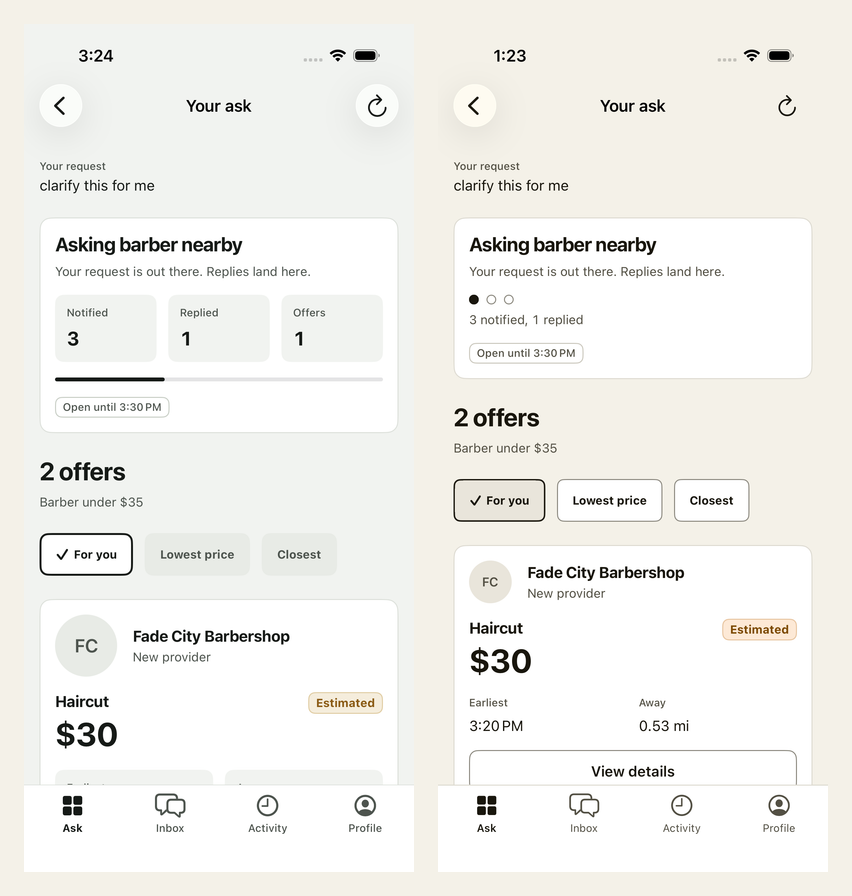 3:24
Your ask
Your request
clarify this for me
Asking barber nearby
Your request is out there. Replies land here.
Notified
Replied
Offers
3
1
1
Open until 3:30 PM
2 offers
Barber under $35
For you
Lowest price
Closest
FC
Fade City Barbershop
New provider
Haircut
Estimated
$30
Ask
Inbox
Activity
Profile
1:23
Your ask
Your request
clarify this for me
Asking barber nearby
Your request is out there. Replies land here.
3 notified, 1 replied
Open until 3:30 PM
2 offers
Barber under $35
For you
Lowest price
Closest
FC
Fade City Barbershop
New provider
Haircut
Estimated
$30
Earliest
Away
3:20 PM
0.53 mi
View details
Ask
Inbox
Activity
Profile